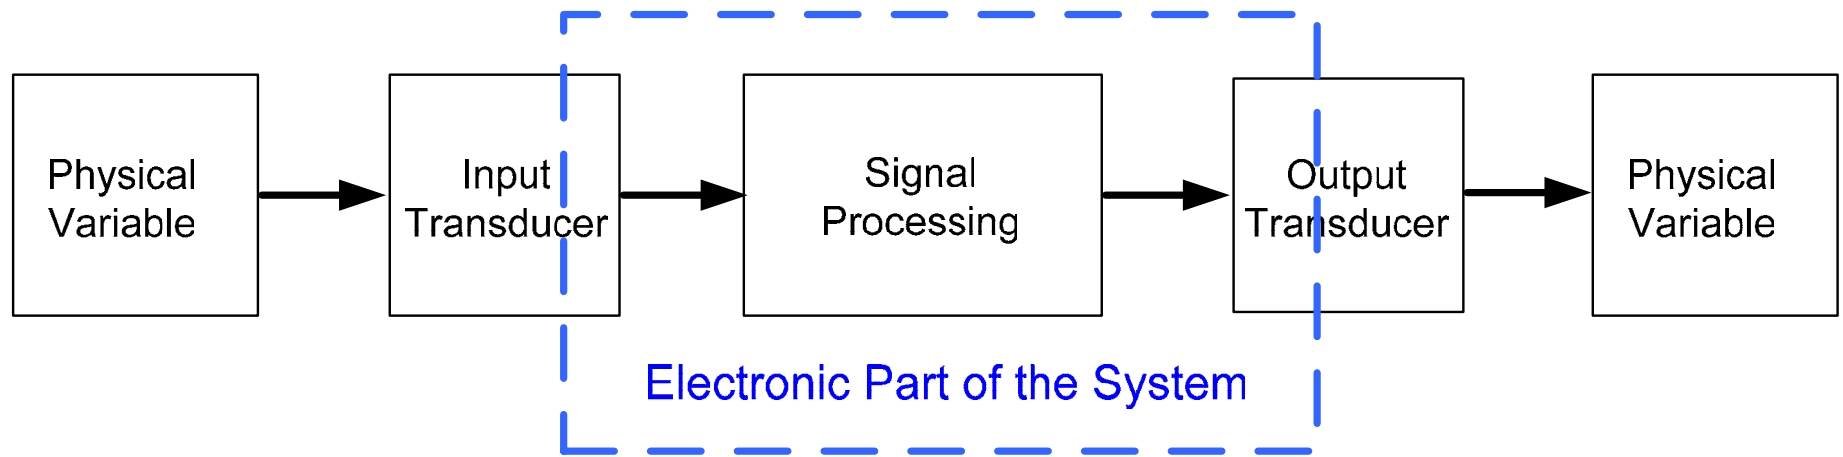 Physical
Variable
Input
Transducer
Signal
Processing
Output
Transducer
Physical
Variable
Electronic Part of the System